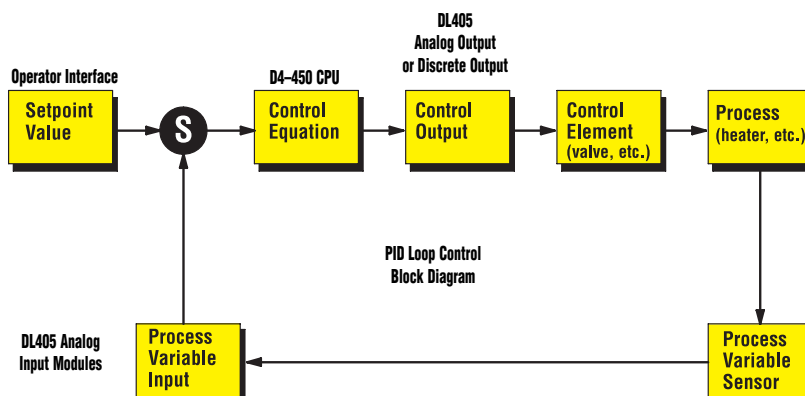 DL405
Analog Output
or Discrete Output
Operator Interface
D4–450 CPU
Setpoint
Value
S
Control
Equation
Control
Output
Control
Element
(valve, etc.)
Process
(heater, etc.)
PID Loop Control
Block Diagram
DL405 Analog
Input Modules
Process
Variable
Input
Process
Variable
Sensor